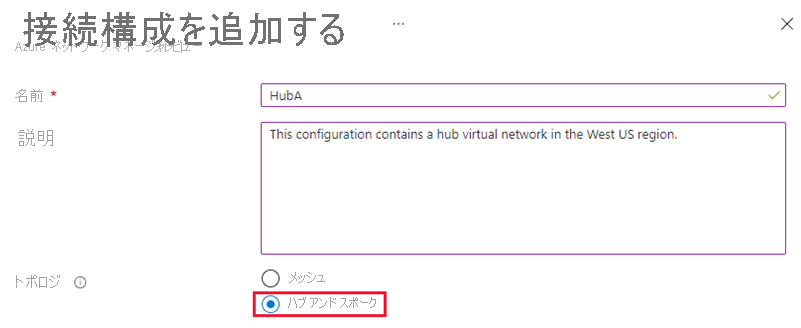 接続構成を追加する
...
Azure ネットワーク マネージャ
名前 *
HubA
説明
This configuration contains a hub virtual network in the West US region.
トポロジ
メッシュ
ハブ アンド スポーク